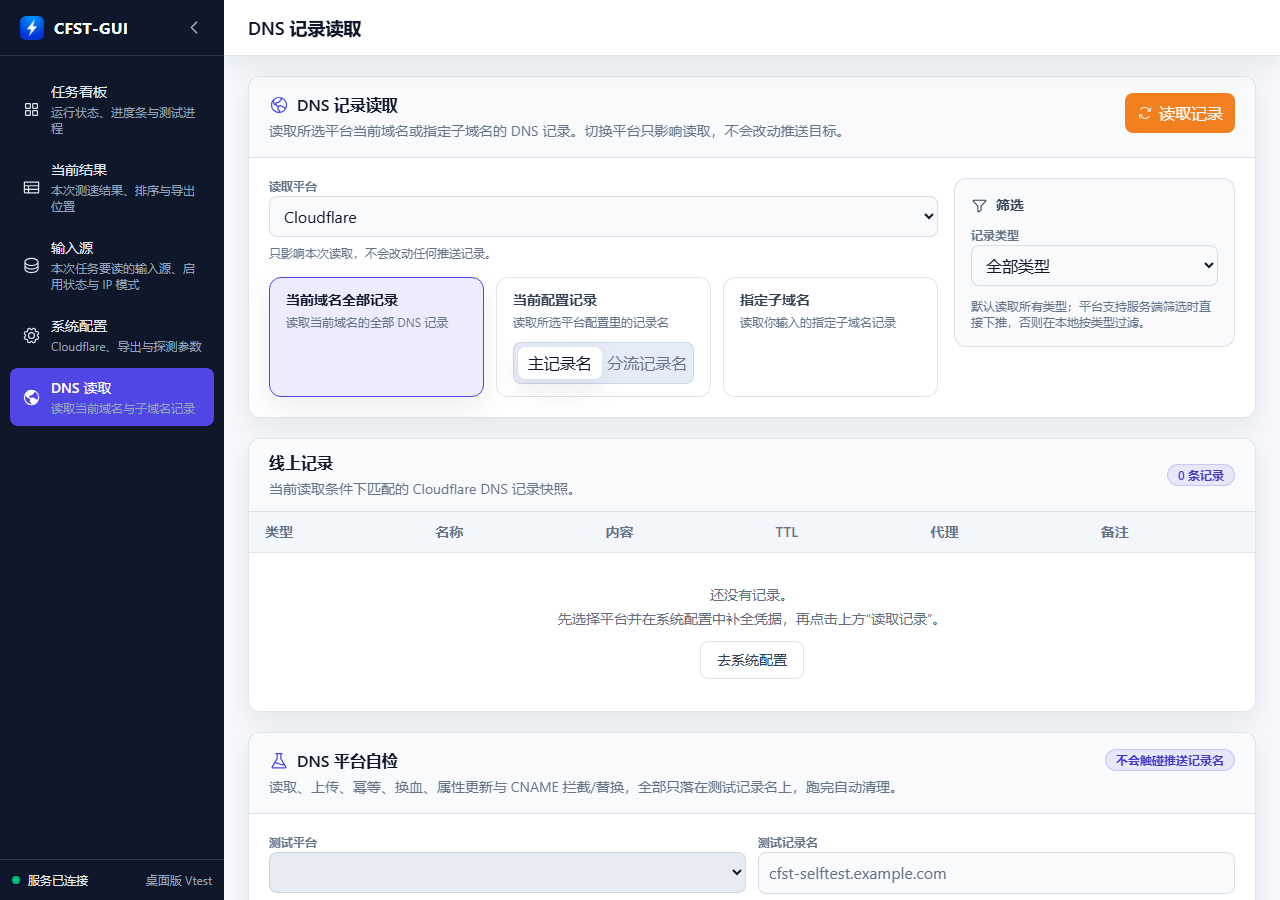 CFST-GUI
任务看板
运行状态、进度条与测试进
程
当前结果
本次测速结果、排序与导出
位置
输入源
本次任务要读的输入源、启
用状态与 IP 模式
系统配置
Cloudflare、导出与探测参数
DNS 读取
读取当前域名与子域名记录
服务已连接
桌面版 Vtest
DNS 记录读取
DNS 记录读取
读取所选平台当前域名或指定子域名的 DNS 记录。切换平台只影响读取，不会改动推送目标。
读取记录
读取平台
Cloudflare
只影响本次读取，不会改动任何推送记录。
当前域名全部记录
读取当前域名的全部 DNS 记录
当前配置记录
读取所选平台配置里的记录名
主记录名
分流记录名
指定子域名
读取你输入的指定子域名记录
筛选
记录类型
全部类型
默认读取所有类型；平台支持服务端筛选时直
接下推，否则在本地按类型过滤。
线上记录
当前读取条件下匹配的 Cloudflare DNS 记录快照。
0 条记录
类型 名称 内容 TTL 代理 备注
还没有记录。
先选择平台并在系统配置中补全凭据，再点击上方“读取记录”。
去系统配置
DNS 平台自检
读取、上传、幂等、换血、属性更新与 CNAME 拦截/替换，全部只落在测试记录名上，跑完自动清理。
不会触碰推送记录名
测试平台
测试记录名
cfst-selftest.example.com